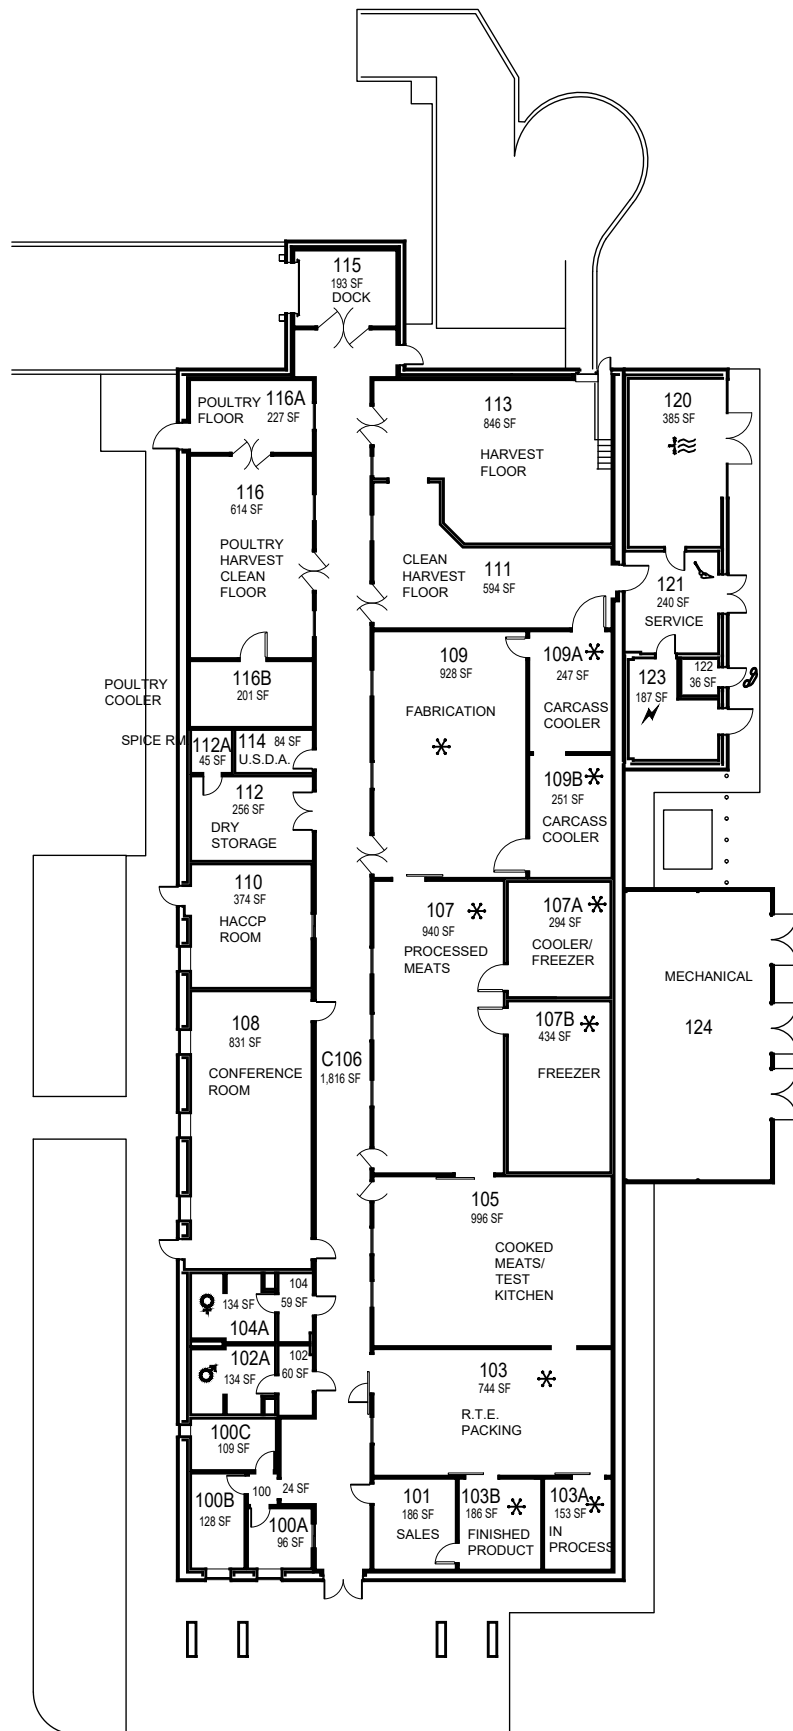 115
193 SF
DOCK
116A
POULTRY
FLOOR
227 SF
113
846 SF
HARVEST
FLOOR
120
385 SF
116
614 SF
POULTRY
HARVEST
CLEAN
FLOOR
CLEAN
HARVEST
FLOOR
111
594 SF
121
240 SF
SERVICE
116B
201 SF
POULTRY
COOLER
109
928 SF
FABRICATION
109A
247 SF
CARCASS
COOLER
123
187 SF
122
36 SF
SPICE RM
112A
45 SF
114
84 SF
U.S.D.A.
109B
251 SF
CARCASS
COOLER
112
256 SF
DRY
STORAGE
110
374 SF
HACCP
ROOM
107
940 SF
PROCESSED
MEATS
107A
294 SF
COOLER/
FREEZER
MECHANICAL
124
108
831 SF
CONFERENCE
ROOM
C106
1,816 SF
107B
434 SF
FREEZER
105
996 SF
COOKED
MEATS/
TEST
KITCHEN
104
59 SF
134 SF
104A
102A
134 SF
102
60 SF
103
744 SF
R.T.E.
PACKING
100C
109 SF
100
24 SF
100B
128 SF
100A
96 SF
101
186 SF
SALES
103B
186 SF
FINISHED
PRODUCT
103A
153 SF
IN
PROCESS